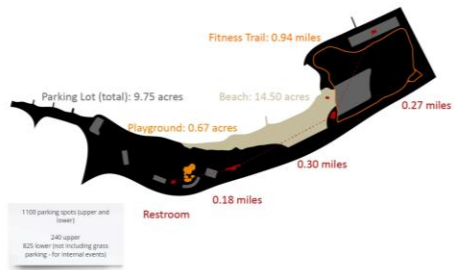 Fitness Trail: 0.94 miles
Parking Lot (total): 9.75 acres
Beach: 14.50 acres
0.27 miles
Playground: 0.67 acres
0.30 miles
0.18 miles
Restroom
1100 parking spots (upper and
lower)
240 upper
825 lower (not including grass
parking - for internal events)